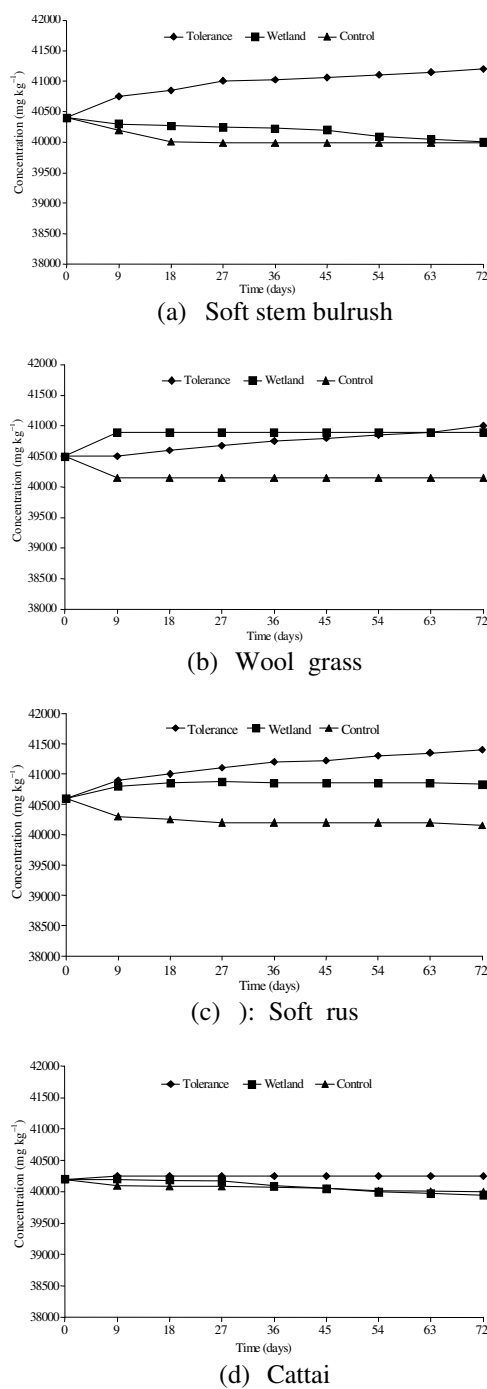 42000
Tolerance Wetland Control
41500
41000
40500
40000
39500
39000
38500
38000
Concentration (mg kg⁻¹)
0 9 18 27 36 45 54 63 72
Time (days)
(a) Soft stem bulrush
42000
Tolerance Wetland Control
41500
41000
40500
40000
39500
39000
38500
38000
Concentration (mg kg⁻¹)
0 9 18 27 36 45 54 63 72
Time (days)
(b) Wool grass
42000
Tolerance Wetland Control
41500
41000
40500
40000
39500
39000
38500
38000
Concentration (mg kg⁻¹)
0 9 18 27 36 45 54 63 72
Time (days)
(c) ): Soft rus
42000
Tolerance Wetland Control
41500
41000
40500
40000
39500
39000
38500
38000
Concentration (mg kg⁻¹)
0 9 18 27 36 45 54 63 72
Time (days)
(d) Cattai